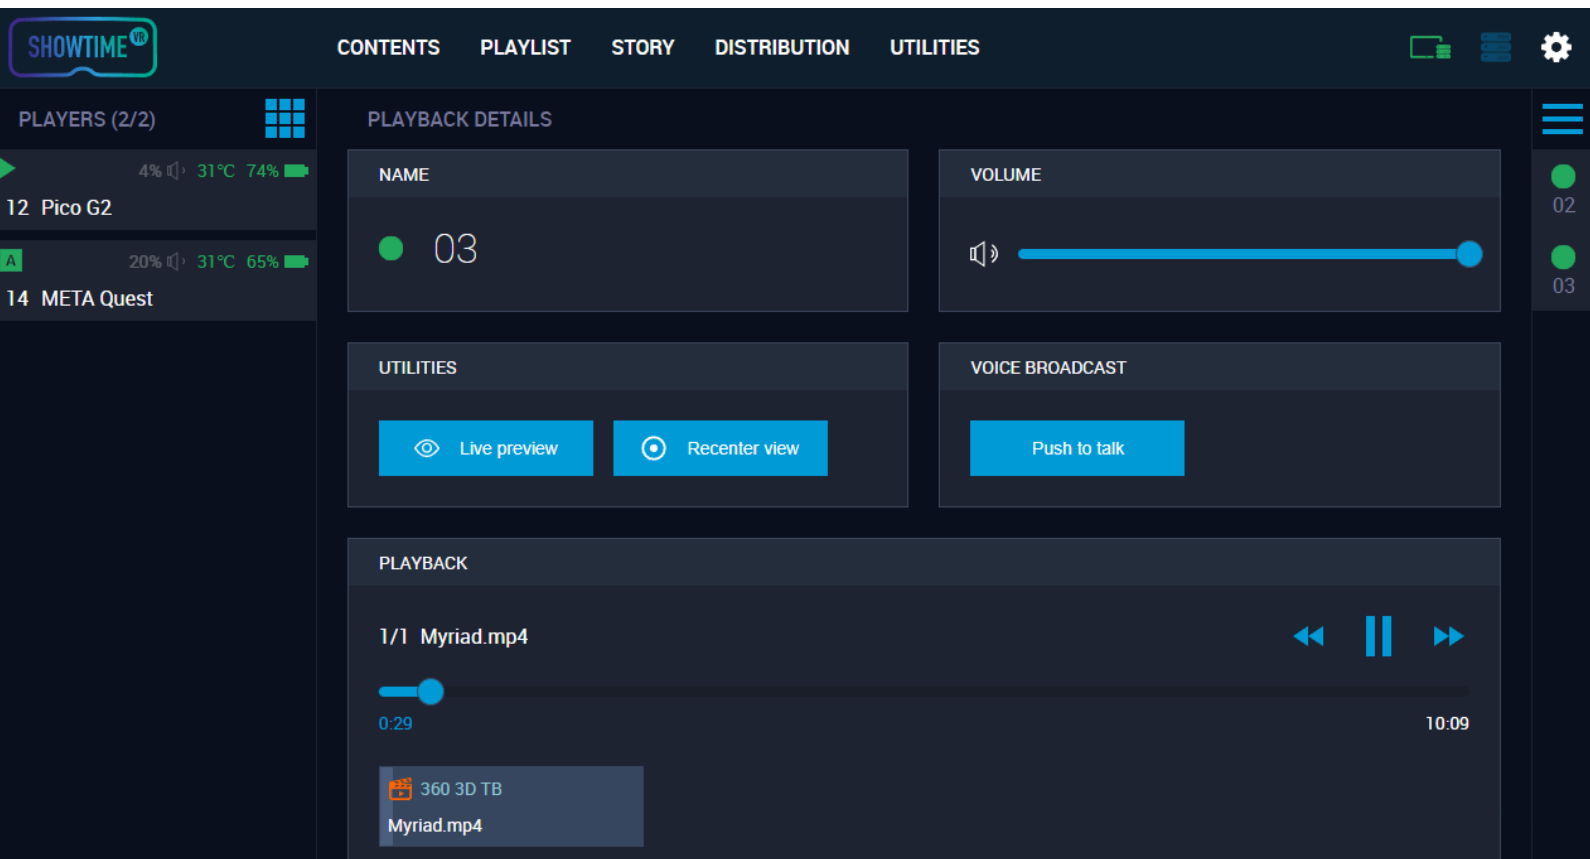 SHOWTIME VR
CONTENTS PLAYLIST STORY DISTRIBUTION UTILITIES
PLAYERS (2/2)
4% 31°C 74%
12 Pico G2
A 20% 31°C 65%
14 META Quest
PLAYBACK DETAILS
NAME
03
VOLUME
UTILITIES
Live preview Recenter view
VOICE BROADCAST
Push to talk
PLAYBACK
1/1 Myriad.mp4
0:29 10:09
360 3D TB
Myriad.mp4
02
03